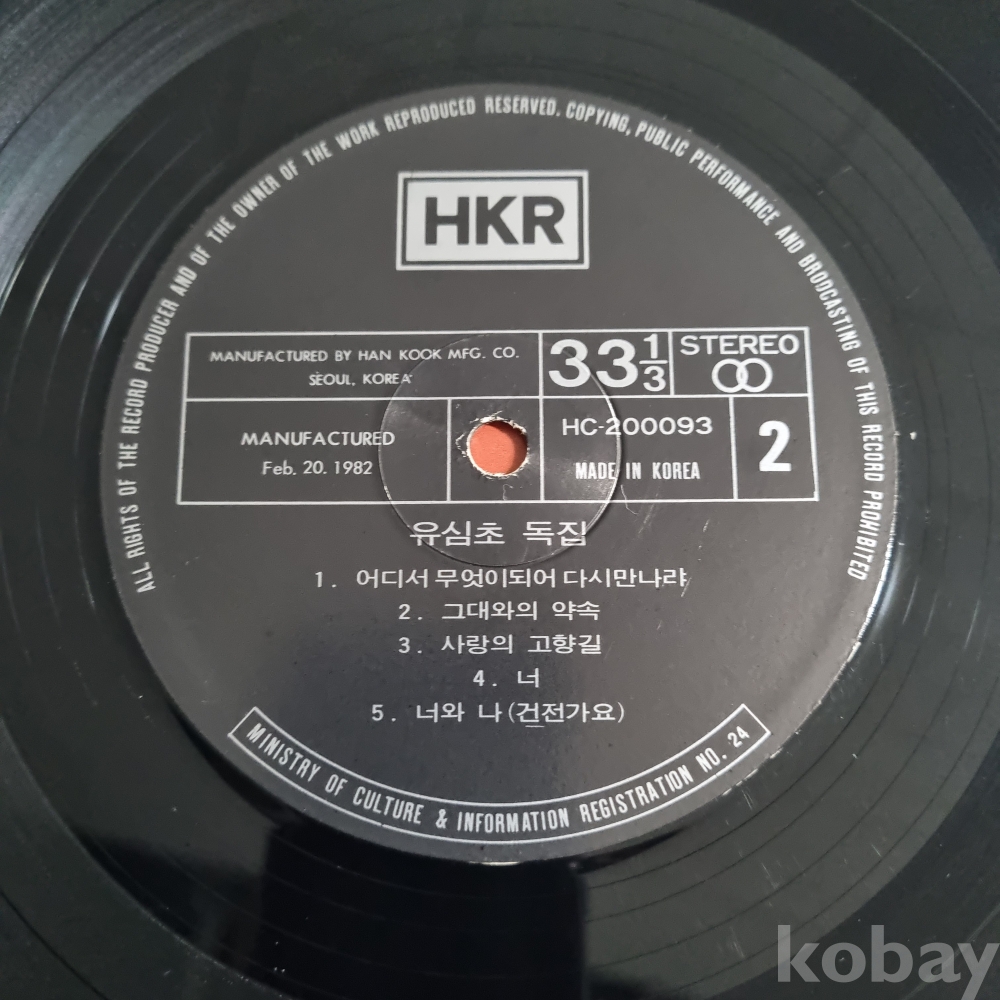 ALL RIGHTS OF THE RECORD PRODUCER AND OF THE OWNER OF THE WORK REPRODUCED RESERVED. COPYING, PUBLIC PERFORMANCE AND BRODCASTING OF THIS RECORD PROHIBITED
HKR
MANUFACTURED BY HAN KOOK MFG. CO.
SEOUL, KOREA
33 1/3
STEREO
MANUFACTURED
Feb. 20. 1982
HC-200093
MADE IN KOREA
2
유심초 독집
1. 어디서 무엇이되어 다시만나랴
2. 그대와의 약속
3. 사랑의 고향길
4. 너
5. 너와 나 (건전가요)
MINISTRY OF CULTURE & INFORMATION REGISTRATION NO. 24
kobay